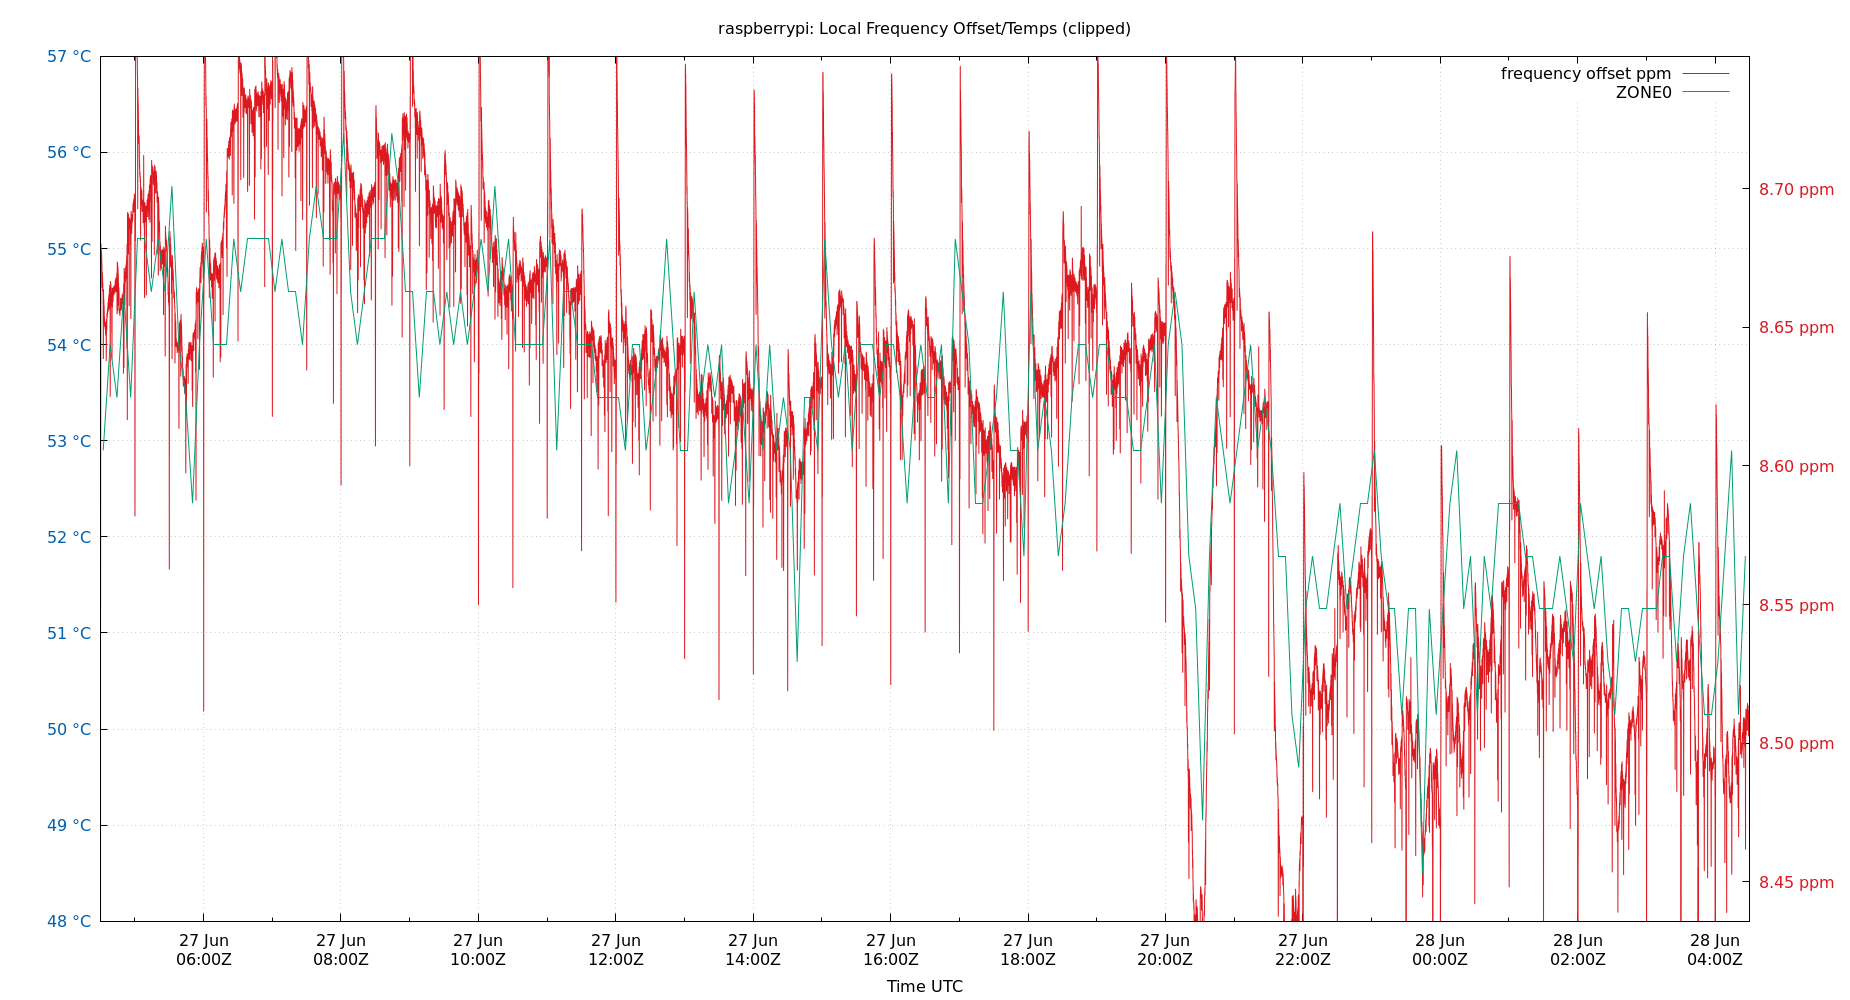 raspberrypi: Local Frequency Offset/Temps (clipped)
57 °C
56 °C
55 °C
54 °C
53 °C
52 °C
51 °C
50 °C
49 °C
48 °C
frequency offset ppm
ZONE0
8.70 ppm
8.65 ppm
8.60 ppm
8.55 ppm
8.50 ppm
8.45 ppm
27 Jun
06:00Z
27 Jun
08:00Z
27 Jun
10:00Z
27 Jun
12:00Z
27 Jun
14:00Z
27 Jun
16:00Z
27 Jun
18:00Z
27 Jun
20:00Z
27 Jun
22:00Z
28 Jun
00:00Z
28 Jun
02:00Z
28 Jun
04:00Z
Time UTC